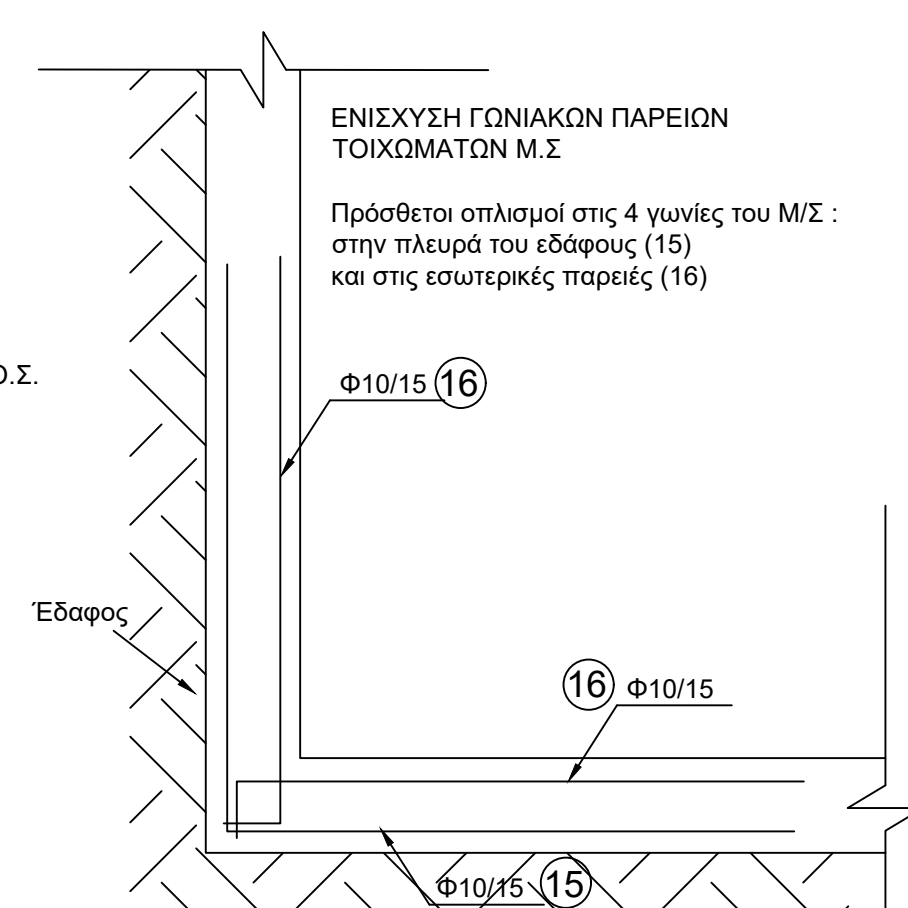 ΕΝΙΣΧΥΣΗ ΓΩΝΙΑΚΩΝ ΠΑΡΕΙΩΝ
ΤΟΙΧΩΜΑΤΩΝ Μ.Σ
Πρόσθετοι οπλισμοί στις 4 γωνίες του Μ/Σ :
στην πλευρά του εδάφους (15)
και στις εσωτερικές παρειές (16)
Ο.Σ.
Φ10/15 16
Έδαφος
16 Φ10/15
Φ10/15 15